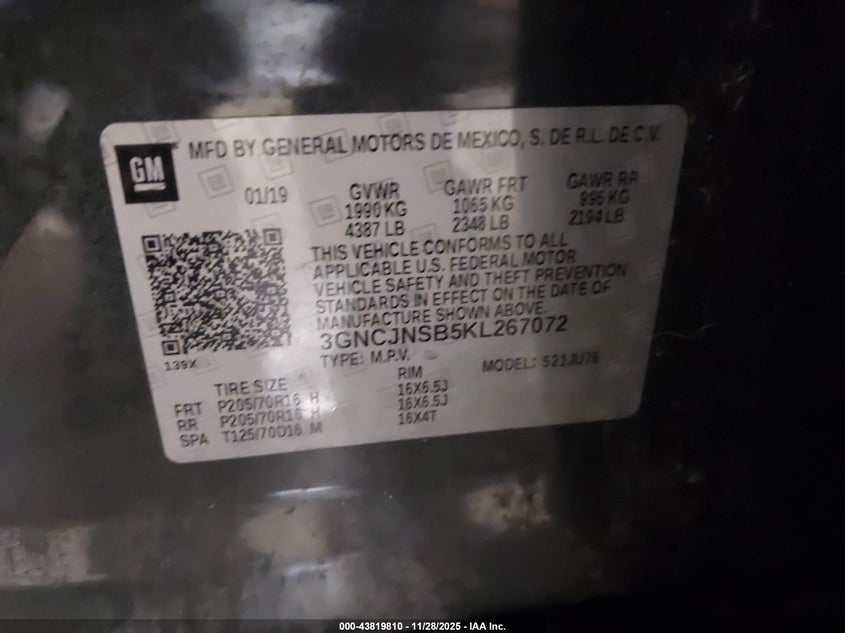 GM
MFD BY GENERAL MOTORS DE MEXICO, S. DE R.L. DE C.V.
01/19 GVWR GAWR FRT GAWR RR
1990 KG 1065 KG 995 KG
4387 LB 2348 LB 2194 LB
THIS VEHICLE CONFORMS TO ALL
APPLICABLE U.S. FEDERAL MOTOR
VEHICLE SAFETY AND THEFT PREVENTION
STANDARDS IN EFFECT ON THE DATE OF
MANUFACTURE SHOWN ABOVE.
3GNCJNSB5KL267072
TYPE: M.P.V. MODEL: 521JU76
139X
TIRE SIZE RIM
FRT P205/70R16 H 16X6.5J
RR P205/70R16 H 16X6.5J
SPA T125/70D16 M 16X4T
000-43819810 - 11/28/2025 - IAA Inc.